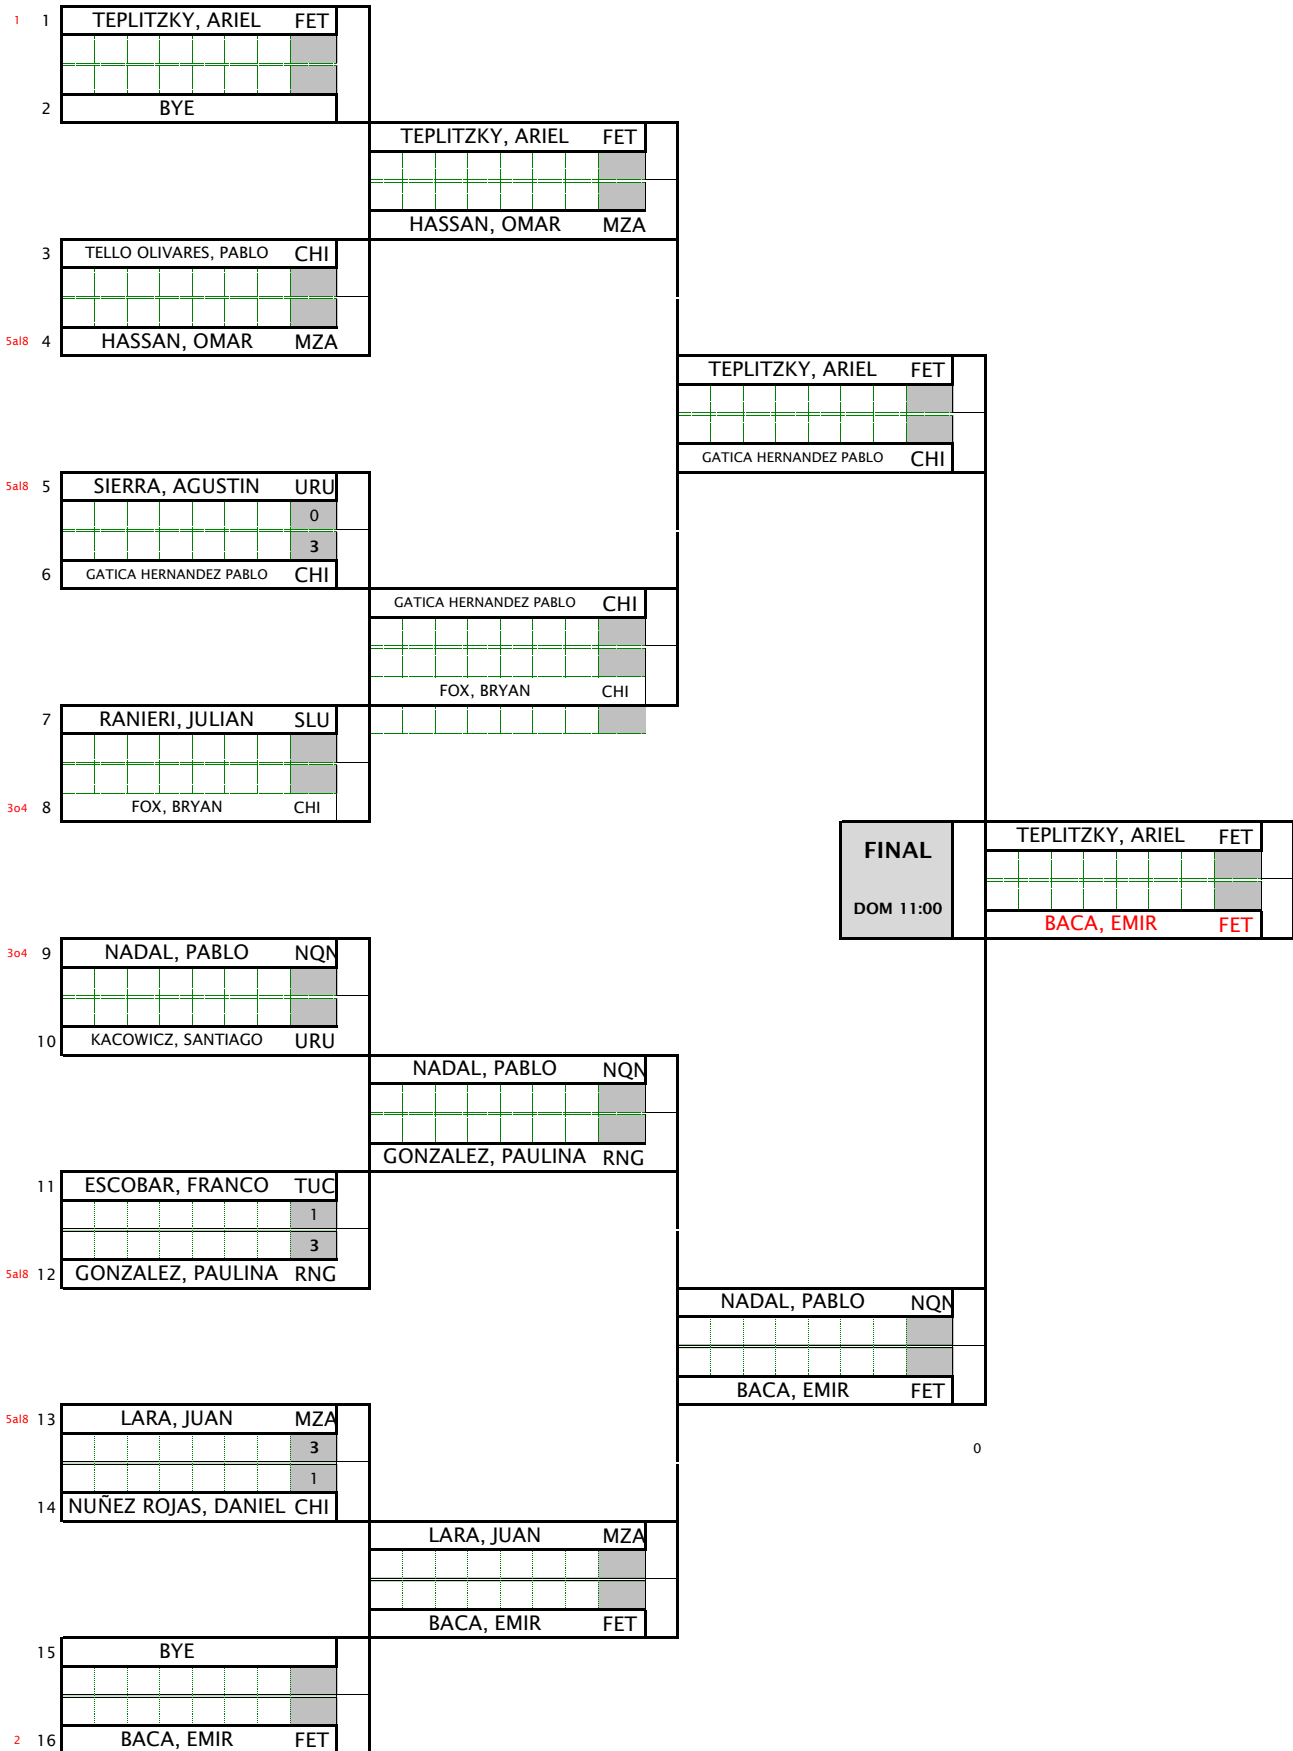 1 1 TEPLITZKY, ARIEL FET
2 BYE
TEPLITZKY, ARIEL FET
HASSAN, OMAR MZA
3 TELLO OLIVARES, PABLO CHI
5al8 4 HASSAN, OMAR MZA
TEPLITZKY, ARIEL FET
GATICA HERNANDEZ PABLO CHI
5al8 5 SIERRA, AGUSTIN URU
0
3
6 GATICA HERNANDEZ PABLO CHI
GATICA HERNANDEZ PABLO CHI
FOX, BRYAN CHI
7 RANIERI, JULIAN SLU
3o4 8 FOX, BRYAN CHI
FINAL
DOM 11:00
TEPLITZKY, ARIEL FET
BACA, EMIR FET
3o4 9 NADAL, PABLO NQN
10 KACOWICZ, SANTIAGO URU
NADAL, PABLO NQN
GONZALEZ, PAULINA RNG
11 ESCOBAR, FRANCO TUC
1
3
5al8 12 GONZALEZ, PAULINA RNG
NADAL, PABLO NQN
BACA, EMIR FET
5al8 13 LARA, JUAN MZA
3
0
1
14 NUÑEZ ROJAS, DANIEL CHI
LARA, JUAN MZA
BACA, EMIR FET
15 BYE
2 16 BACA, EMIR FET